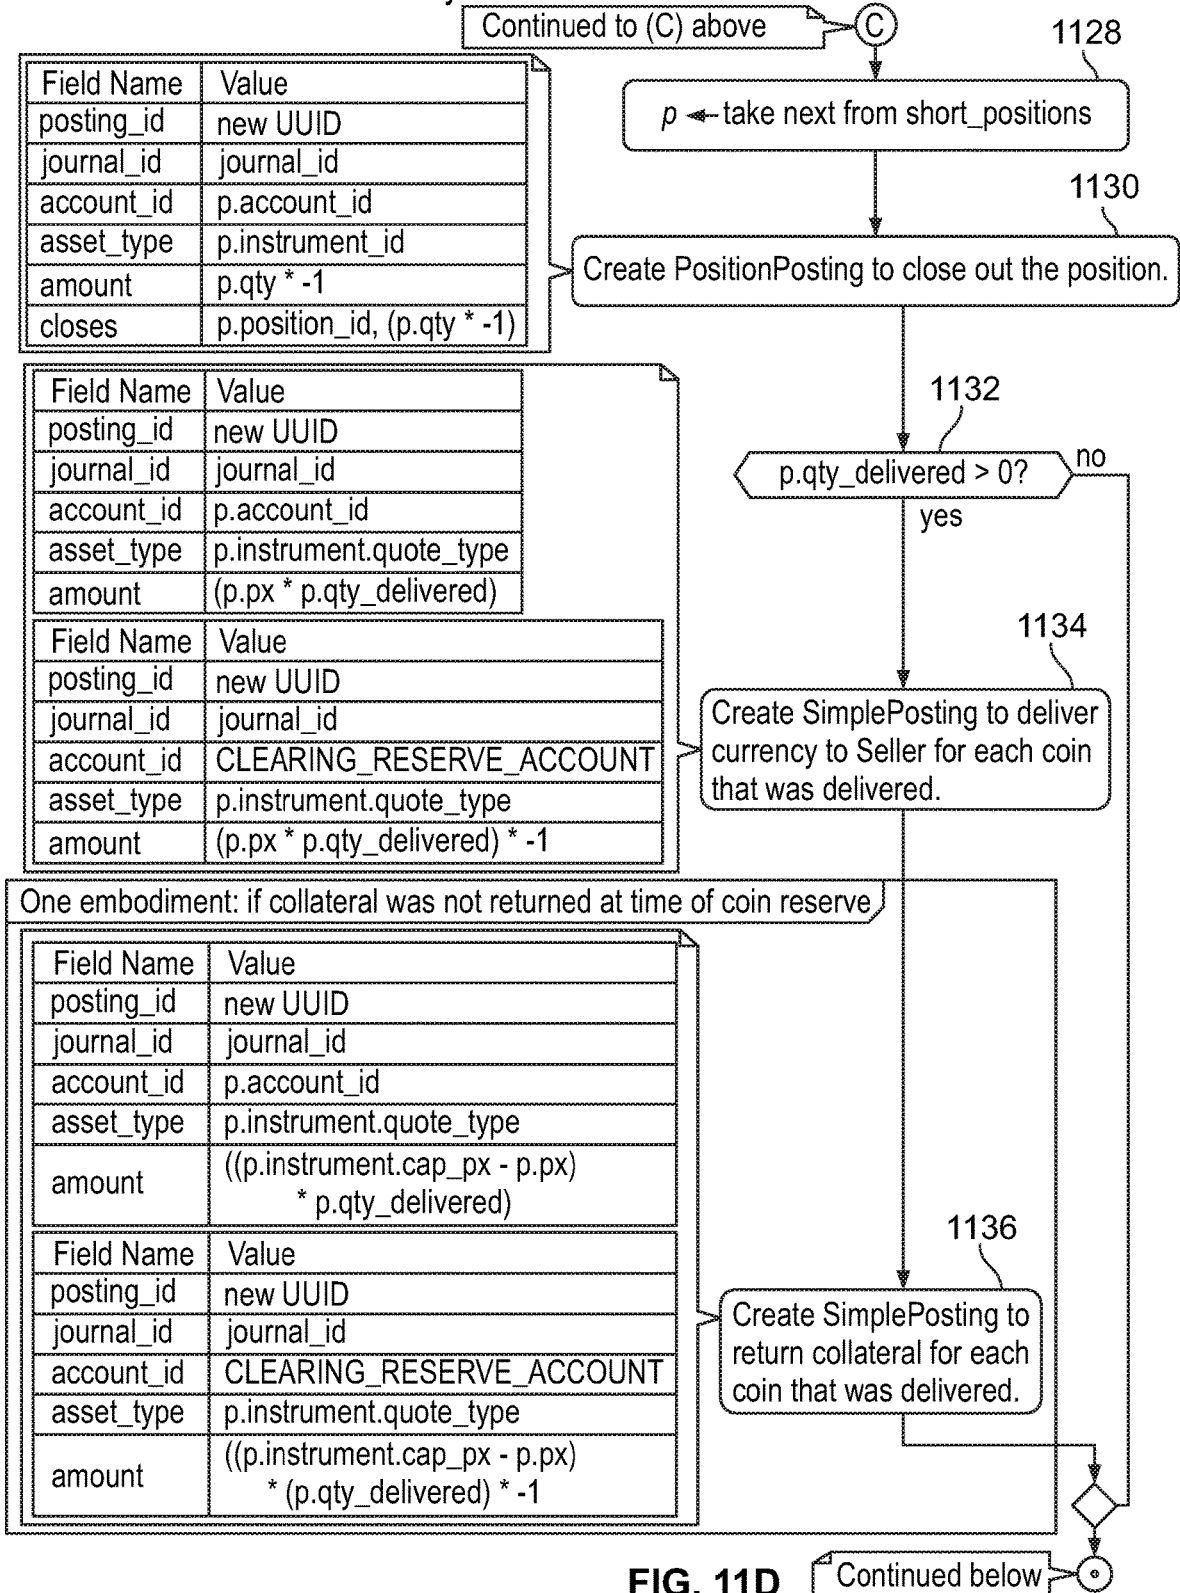 Continued to (C) above
C
1128
p ← take next from short_positions
Field Name Value
posting_id new UUID
journal_id journal_id
account_id p.account_id
asset_type p.instrument_id
amount p.qty * -1
closes p.position_id, (p.qty * -1)
1130
Create PositionPosting to close out the position.
Field Name Value
posting_id new UUID
journal_id journal_id
account_id p.account_id
asset_type p.instrument.quote_type
amount (p.px * p.qty_delivered)
1132
p.qty_delivered > 0?
no
yes
Field Name Value
posting_id new UUID
journal_id journal_id
account_id CLEARING_RESERVE_ACCOUNT
asset_type p.instrument.quote_type
amount (p.px * p.qty_delivered) * -1
1134
Create SimplePosting to deliver
currency to Seller for each coin
that was delivered.
One embodiment: if collateral was not returned at time of coin reserve
Field Name Value
posting_id new UUID
journal_id journal_id
account_id p.account_id
asset_type p.instrument.quote_type
amount ((p.instrument.cap_px - p.px)
* p.qty_delivered)
Field Name Value
posting_id new UUID
journal_id journal_id
account_id CLEARING_RESERVE_ACCOUNT
asset_type p.instrument.quote_type
amount ((p.instrument.cap_px - p.px)
* (p.qty_delivered) * -1
1136
Create SimplePosting to
return collateral for each
coin that was delivered.
FIG. 11D
Continued below